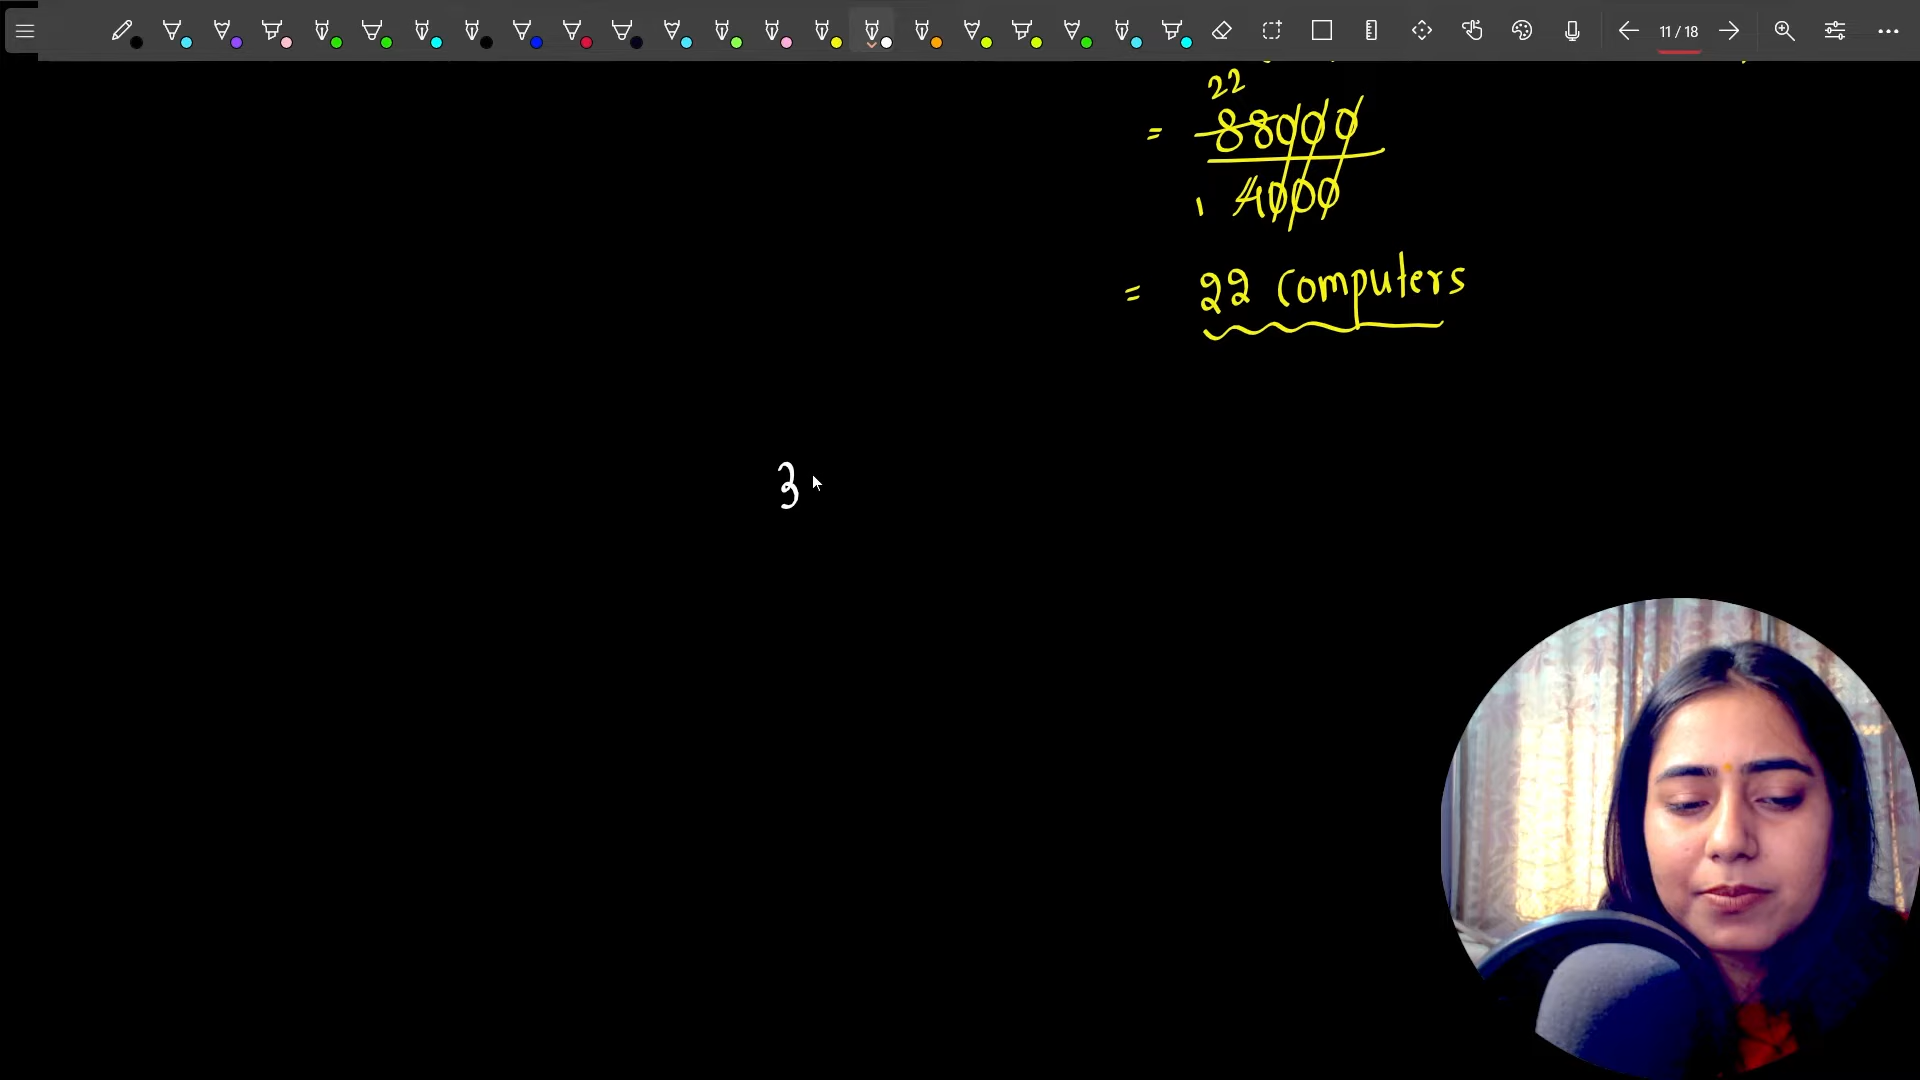 11 / 18
22
= 88000
1 4000
= 22 Computers
3